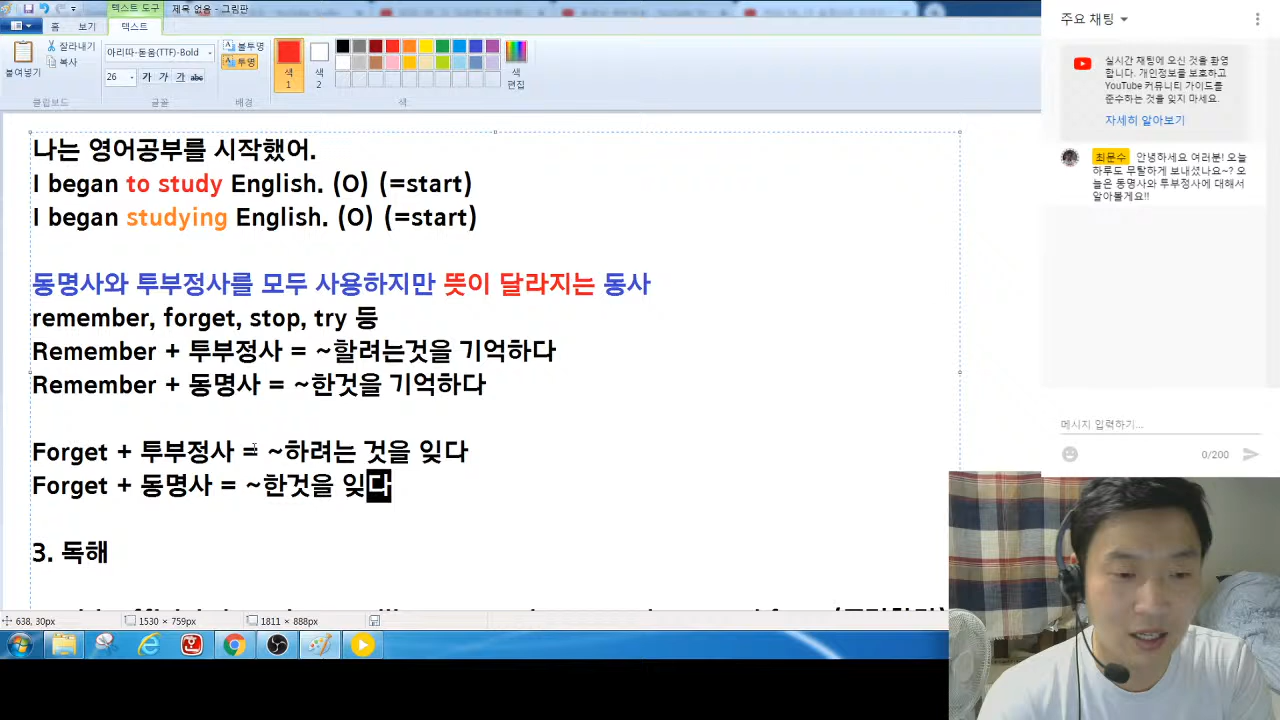 텍스트 도구
제목 없음 - 그림판
홈
보기
텍스트
붙여넣기
잘라내기
복사
클립보드
아리따-돋움(TTF)-Bold
26
가 가 가 abc
글꼴
불투명
투명
배경
색
1
색
2
색
편집
색
나는 영어공부를 시작했어.
I began to study English. (O) (=start)
I began studying English. (O) (=start)
동명사와 투부정사를 모두 사용하지만 뜻이 달라지는 동사
remember, forget, stop, try 등
Remember + 투부정사 = ~할려는것을 기억하다
Remember + 동명사 = ~한것을 기억하다
Forget + 투부정사 = ~하려는 것을 잊다
Forget + 동명사 = ~한것을 잊다
3. 독해
638, 30px
1530 × 759px
1811 × 888px
주요 채팅
실시간 채팅에 오신 것을 환영
합니다. 개인정보를 보호하고
YouTube 커뮤니티 가이드를
준수하는 것을 잊지 마세요.
자세히 알아보기
최문수 안녕하세요 여러분! 오늘
하루도 무탈하게 보내셨나요~? 오
늘은 동명사와 투부정사에 대해서
알아볼게요!!
메시지 입력하기...
0/200